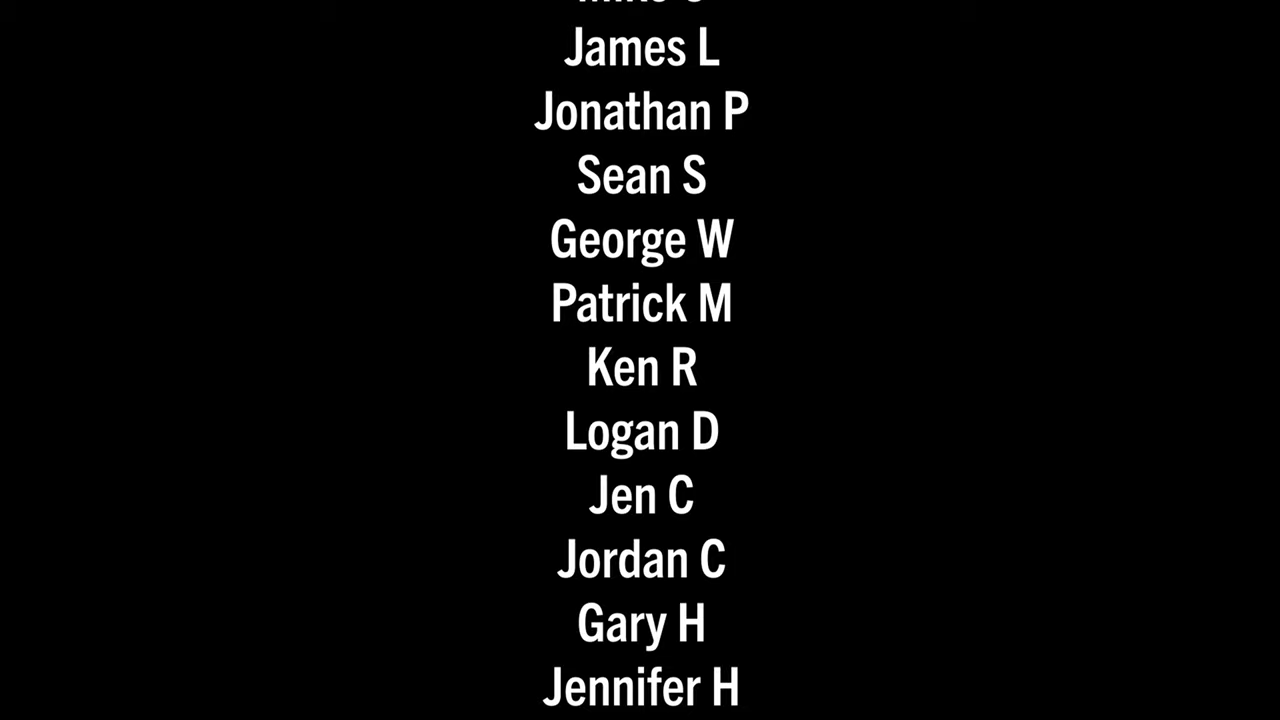 James L
Jonathan P
Sean S
George W
Patrick M
Ken R
Logan D
Jen C
Jordan C
Gary H
Jennifer H